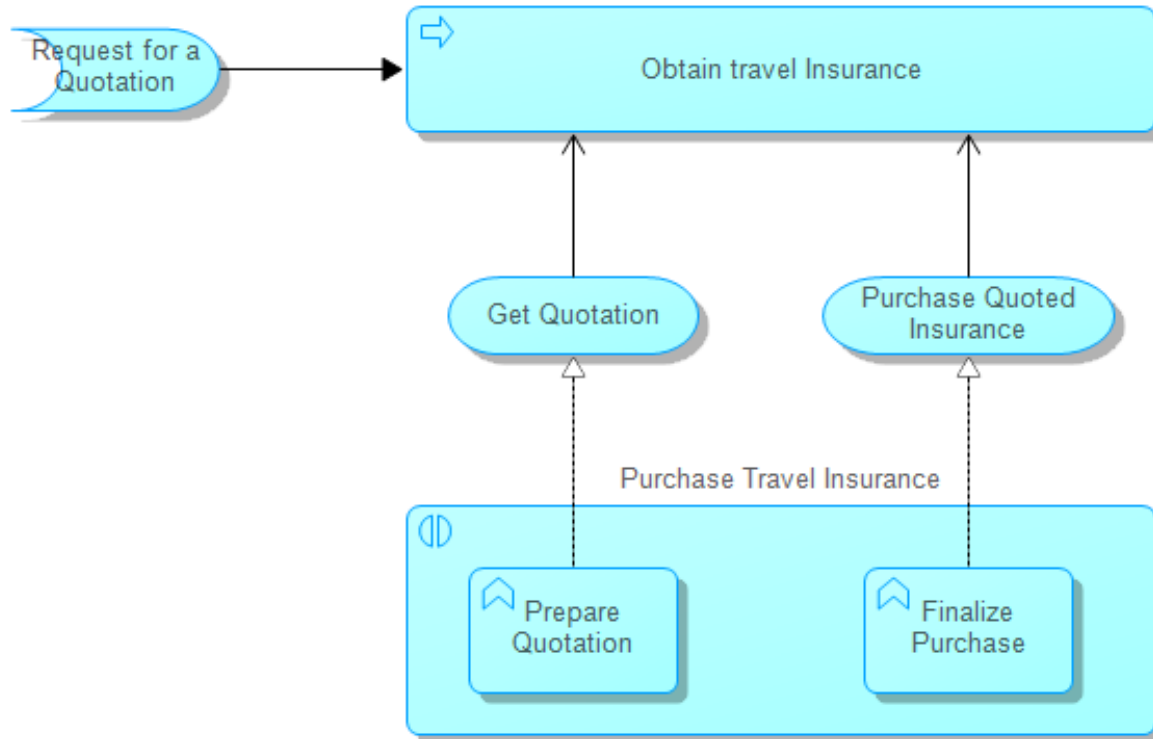 Request for a
Quotation
Obtain travel Insurance
Get Quotation
Purchase Quoted
Insurance
Purchase Travel Insurance
Prepare
Quotation
Finalize
Purchase